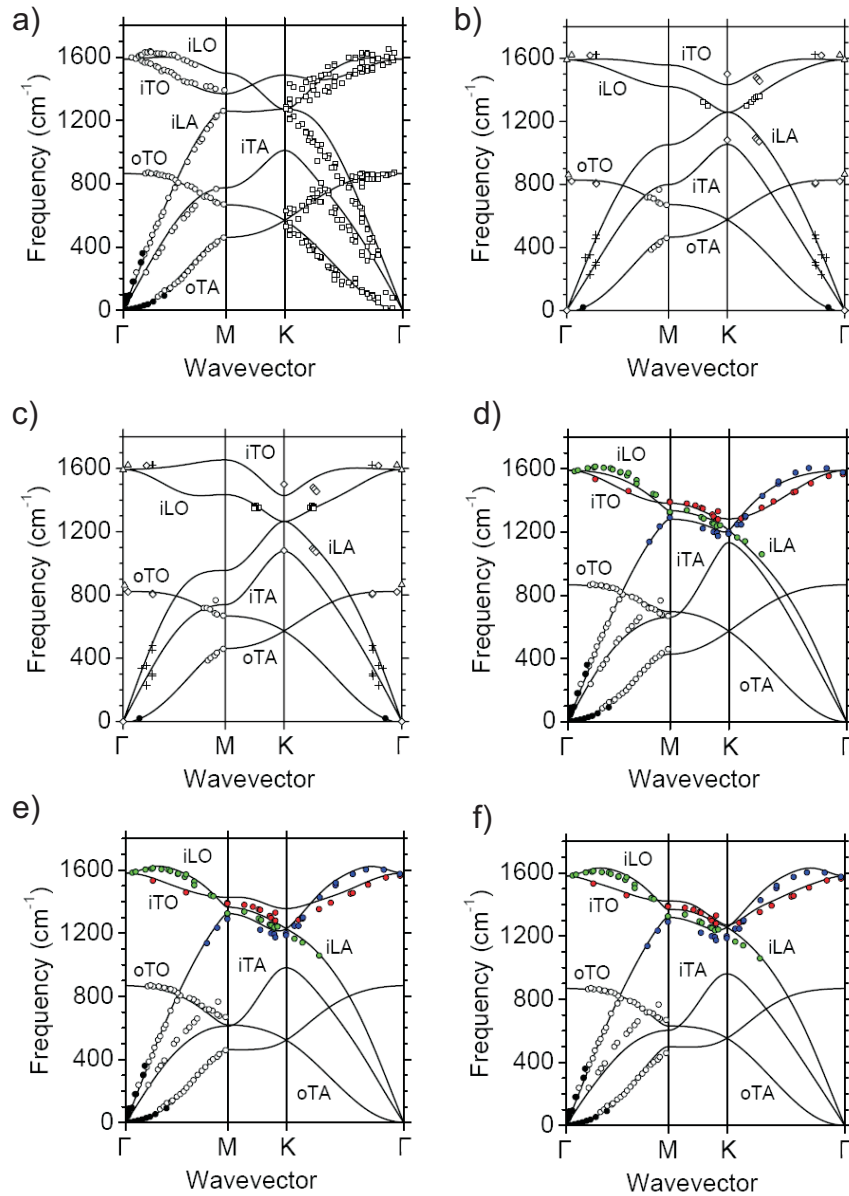 a)
Frequency (cm⁻¹)
1600
1200
800
400
0
iLO
iTO
iLA
oTO
iTA
oTA
Γ M K Γ
Wavevector
b)
Frequency (cm⁻¹)
1600
1200
800
400
0
iTO
iLO
iLA
oTO
iTA
oTA
Γ M K Γ
Wavevector
c)
Frequency (cm⁻¹)
1600
1200
800
400
0
iTO
iLO
iLA
oTO
iTA
oTA
Γ M K Γ
Wavevector
d)
Frequency (cm⁻¹)
1600
1200
800
400
0
iLO
iTO
iLA
oTO
iTA
oTA
Γ M K Γ
Wavevector
e)
Frequency (cm⁻¹)
1600
1200
800
400
0
iLO
iTO
iLA
oTO
iTA
oTA
Γ M K Γ
Wavevector
f)
Frequency (cm⁻¹)
1600
1200
800
400
0
iLO
iTO
iLA
oTO
iTA
oTA
Γ M K Γ
Wavevector